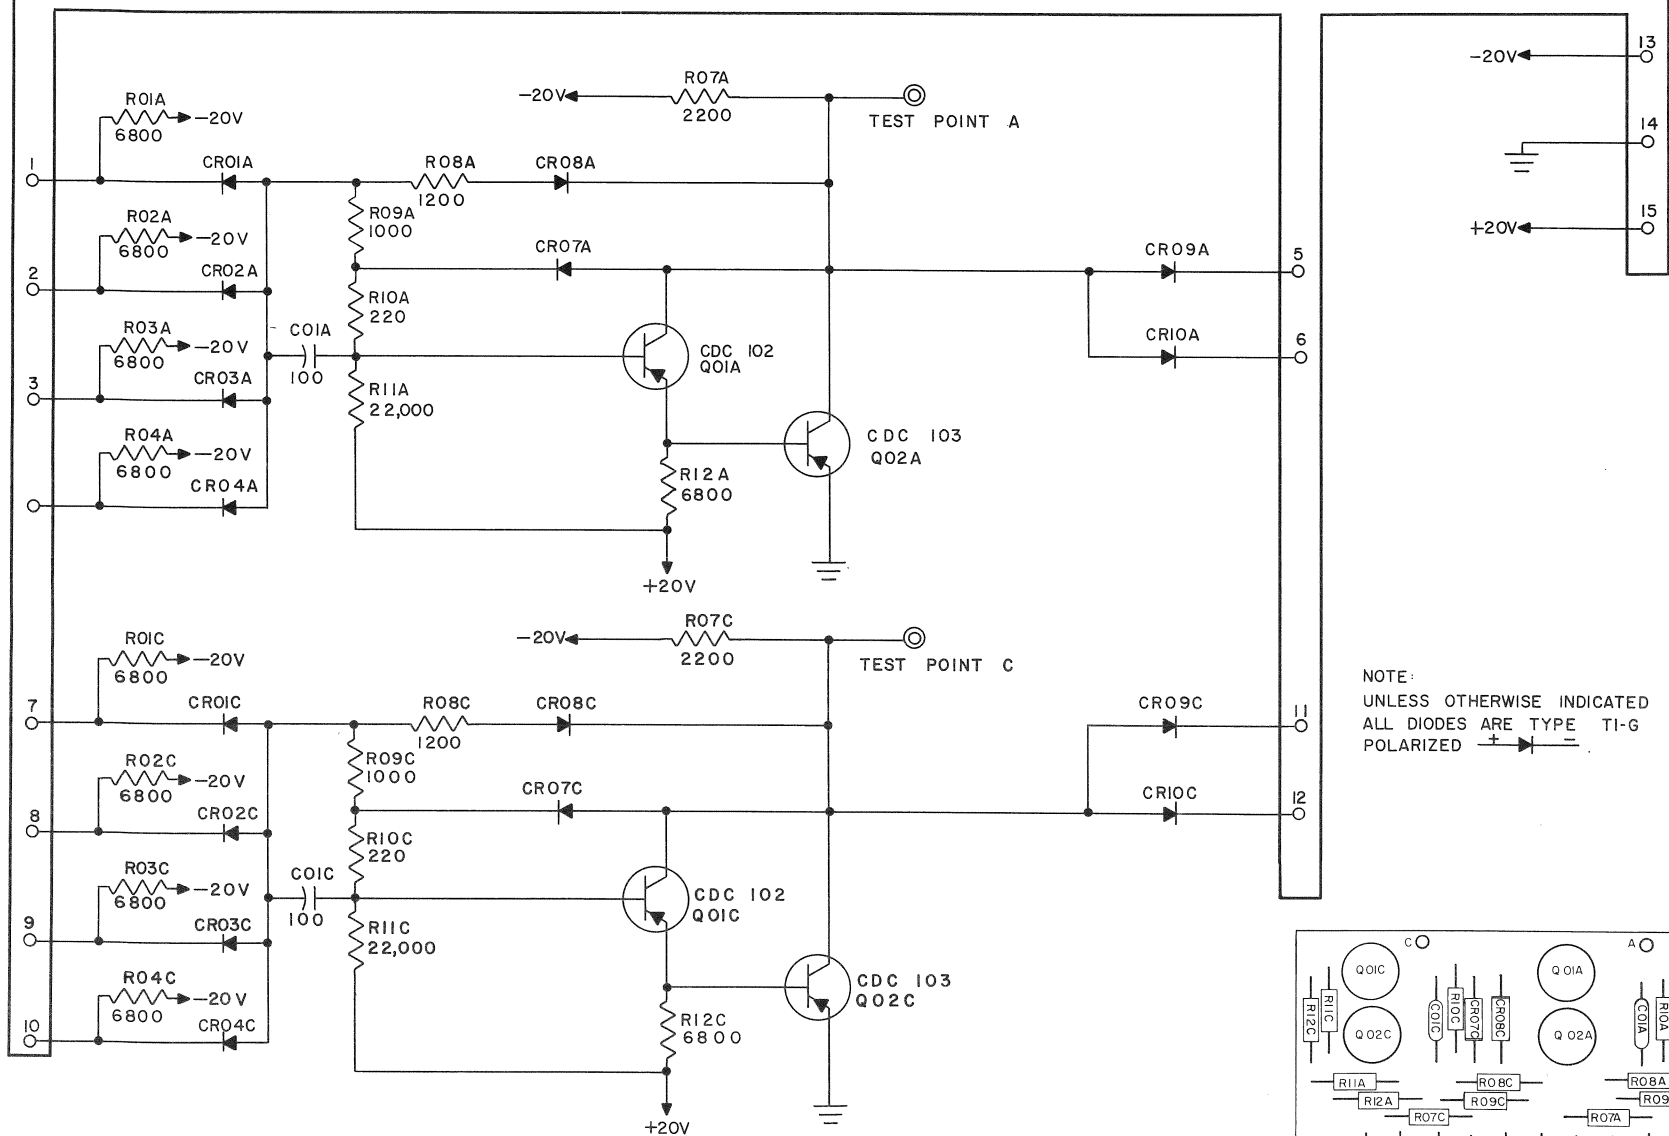 R01A
6800
-20V
1
CR01A
R02A
6800
-20V
2
CR02A
R03A
6800
-20V
3
CR03A
R04A
6800
-20V
CR04A
C01A
100
R08A
1200
CR08A
R09A
1000
CR07A
R10A
220
R11A
22,000
-20V
R07A
2200
TEST POINT A
CDC 102
Q01A
CDC 103
Q02A
R12A
6800
+20V
CR09A
5
CR10A
6
-20V
13
14
+20V
15
R01C
6800
-20V
7
CR01C
R02C
6800
-20V
8
CR02C
R03C
6800
-20V
9
CR03C
R04C
6800
-20V
10
CR04C
C01C
100
R08C
1200
CR08C
R09C
1000
CR07C
R10C
220
R11C
22,000
-20V
R07C
2200
TEST POINT C
CDC 102
Q01C
CDC 103
Q02C
R12C
6800
+20V
CR09C
11
CR10C
12
NOTE:
UNLESS OTHERWISE INDICATED
ALL DIODES ARE TYPE TI-G
POLARIZED + -
C
A
Q01C
Q01A
R12C
R11C
C01C
R10C
CR07C
CR08C
C01A
R10A
Q02C
Q02A
R11A
R08C
R08A
R12A
R09C
R09
R07C
R07A